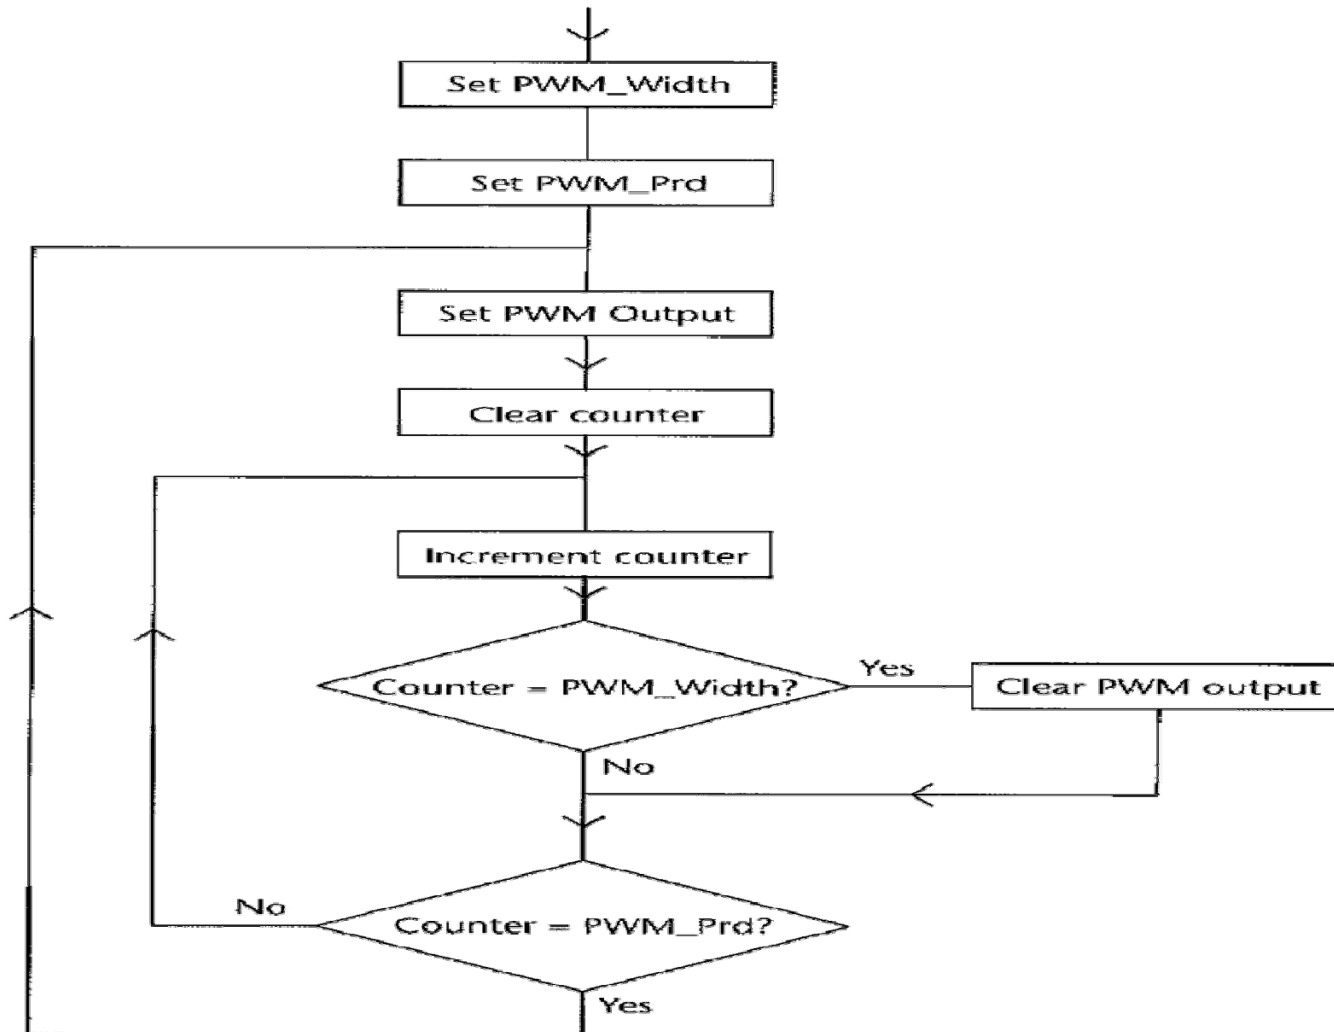 Set PWM_Width
Set PWM_Prd
Set PWM Output
Clear counter
Increment counter
Counter = PWM_Width?
Yes
Clear PWM output
No
No
Counter = PWM_Prd?
Yes